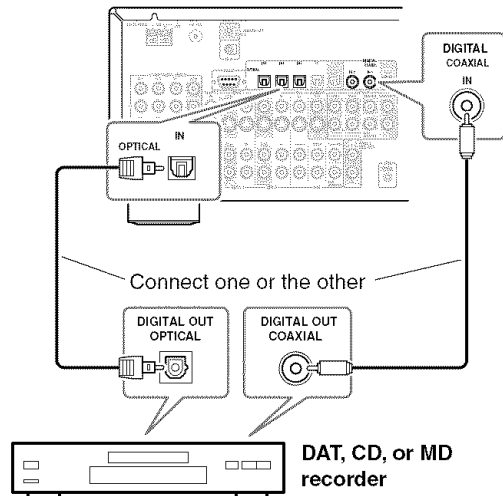 DIGITAL
COAXIAL
IN
IN
OPTICAL
Connect one or the other
DIGITAL OUT
OPTICAL
DIGITAL OUT
COAXIAL
DAT, CD, or MD
recorder